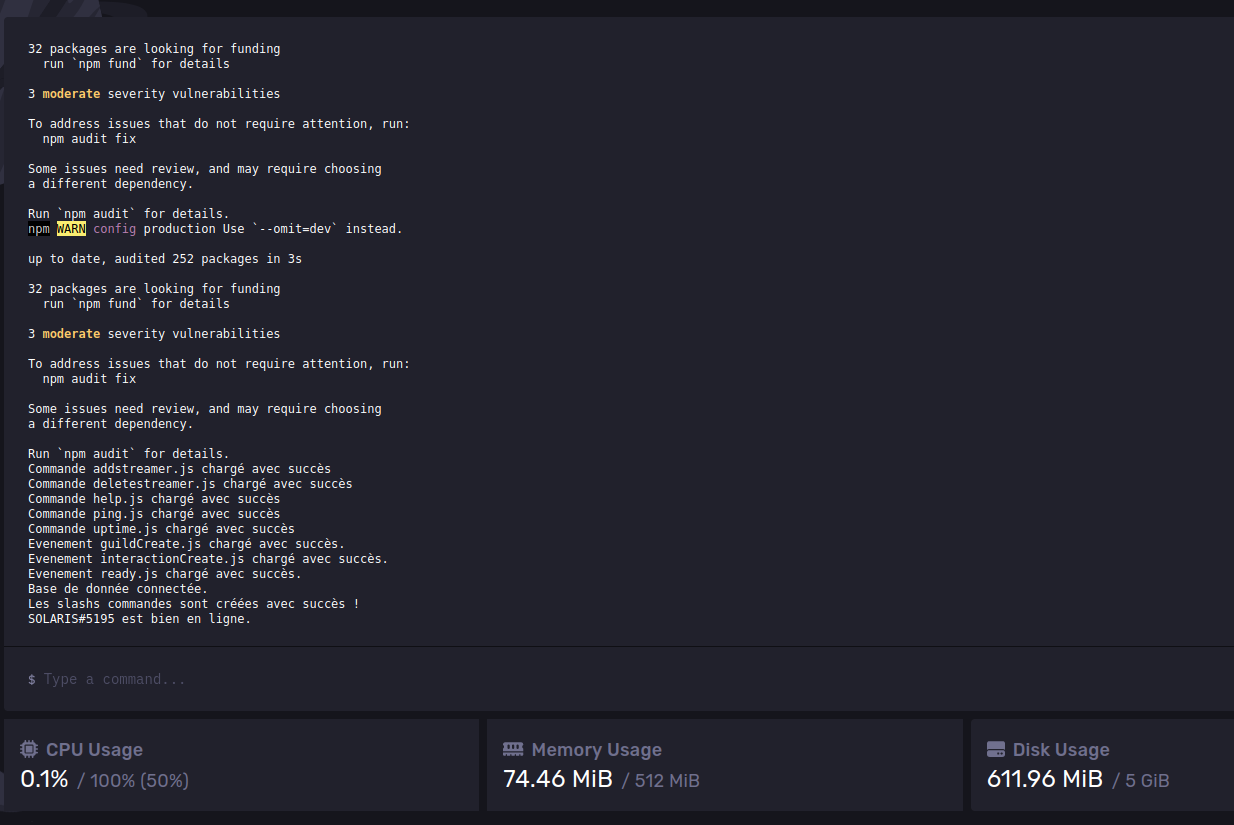 32 packages are looking for funding
run `npm fund` for details
3 moderate severity vulnerabilities
To address issues that do not require attention, run:
npm audit fix
Some issues need review, and may require choosing
a different dependency.
Run `npm audit` for details.
npm WARN config production Use `--omit=dev` instead.
up to date, audited 252 packages in 3s
32 packages are looking for funding
run `npm fund` for details
3 moderate severity vulnerabilities
To address issues that do not require attention, run:
npm audit fix
Some issues need review, and may require choosing
a different dependency.
Run `npm audit` for details.
Commande addstreamer.js chargé avec succès
Commande deletestreamer.js chargé avec succès
Commande help.js chargé avec succès
Commande ping.js chargé avec succès
Commande uptime.js chargé avec succès
Evenement guildCreate.js chargé avec succès.
Evenement interactionCreate.js chargé avec succès.
Evenement ready.js chargé avec succès.
Base de donnée connectée.
Les slashs commandes sont créées avec succès !
SOLARIS#5195 est bien en ligne.
$ Type a command...
CPU Usage
0.1% / 100% (50%)
Memory Usage
74.46 MiB / 512 MiB
Disk Usage
611.96 MiB / 5 GiB